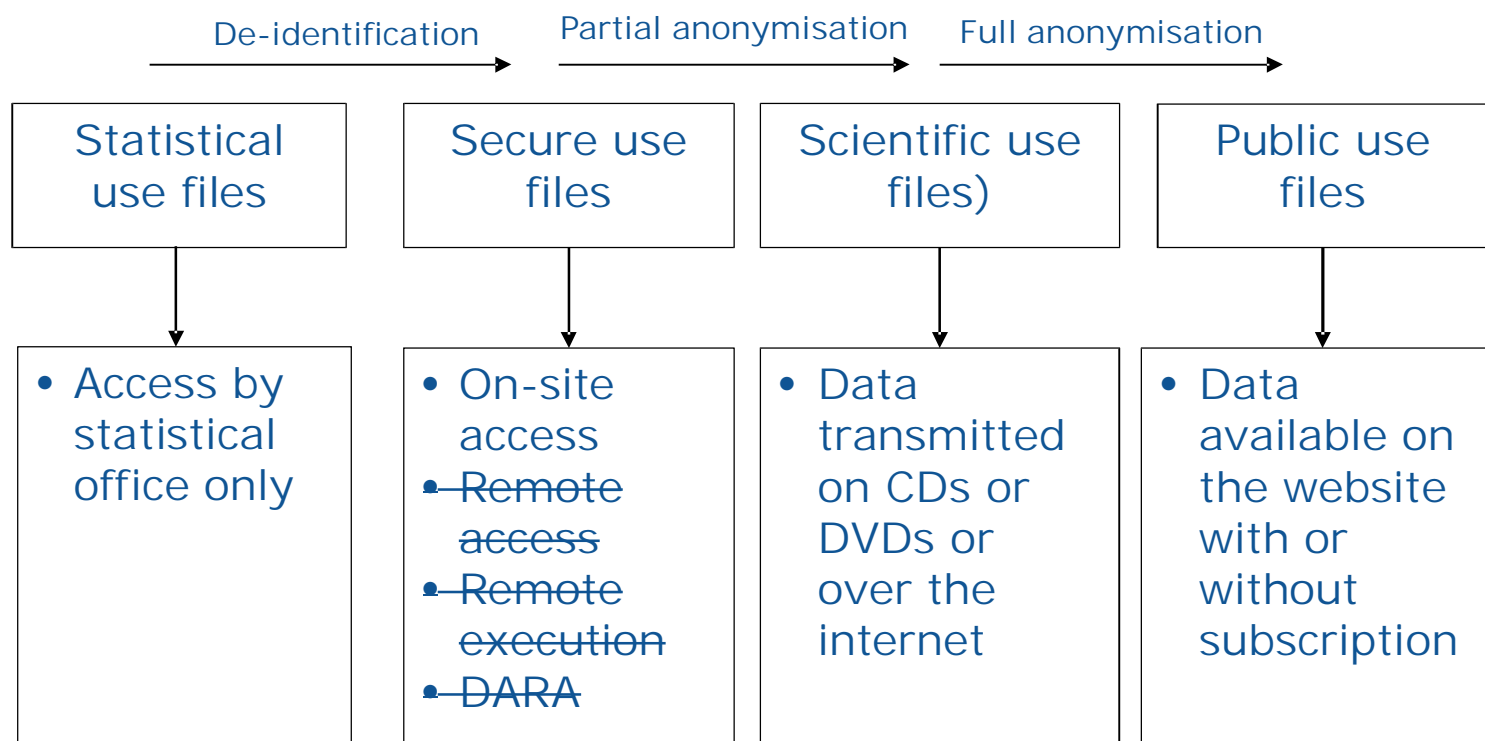 De-identification
Partial anonymisation
Full anonymisation
Statistical
use files
Secure use
files
Scientific use
files)
Public use
files
• Access by
statistical
office only
• On-site
access
• Remote
access
• Remote
execution
• DARA
• Data
transmitted
on CDs or
DVDs or
over the
internet
• Data
available on
the website
with or
without
subscription